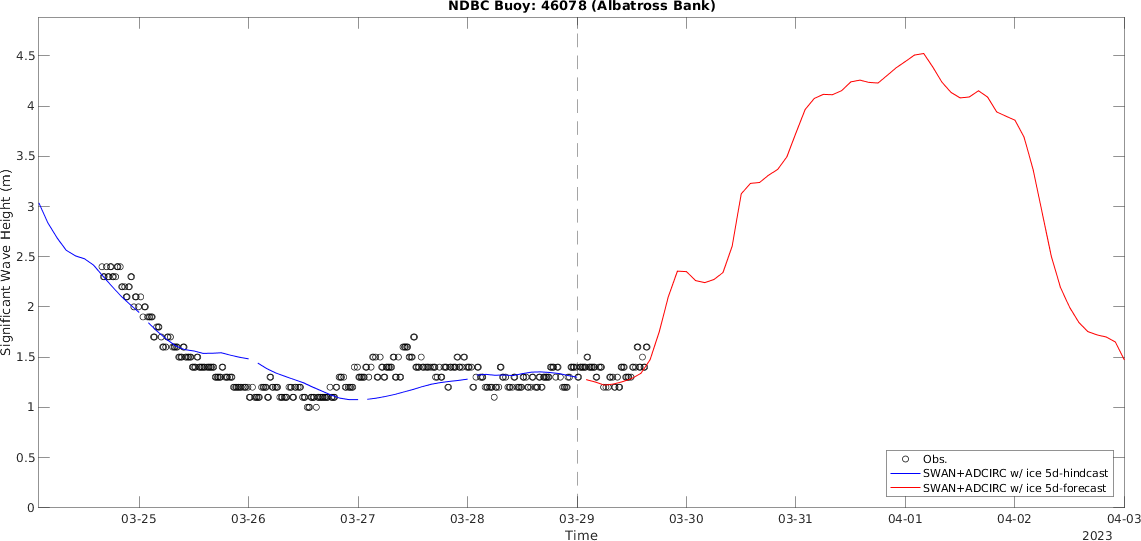 NDBC Buoy: 46078 (Albatross Bank)
4.5
4
3.5
3
2.5
2
1.5
1
0.5
0
Significant Wave Height (m)
Obs.
SWAN+ADCIRC w/ ice 5d-hindcast
SWAN+ADCIRC w/ ice 5d-forecast
03-25 03-26 03-27 03-28 03-29 03-30 03-31 04-01 04-02 04-03
Time
2023